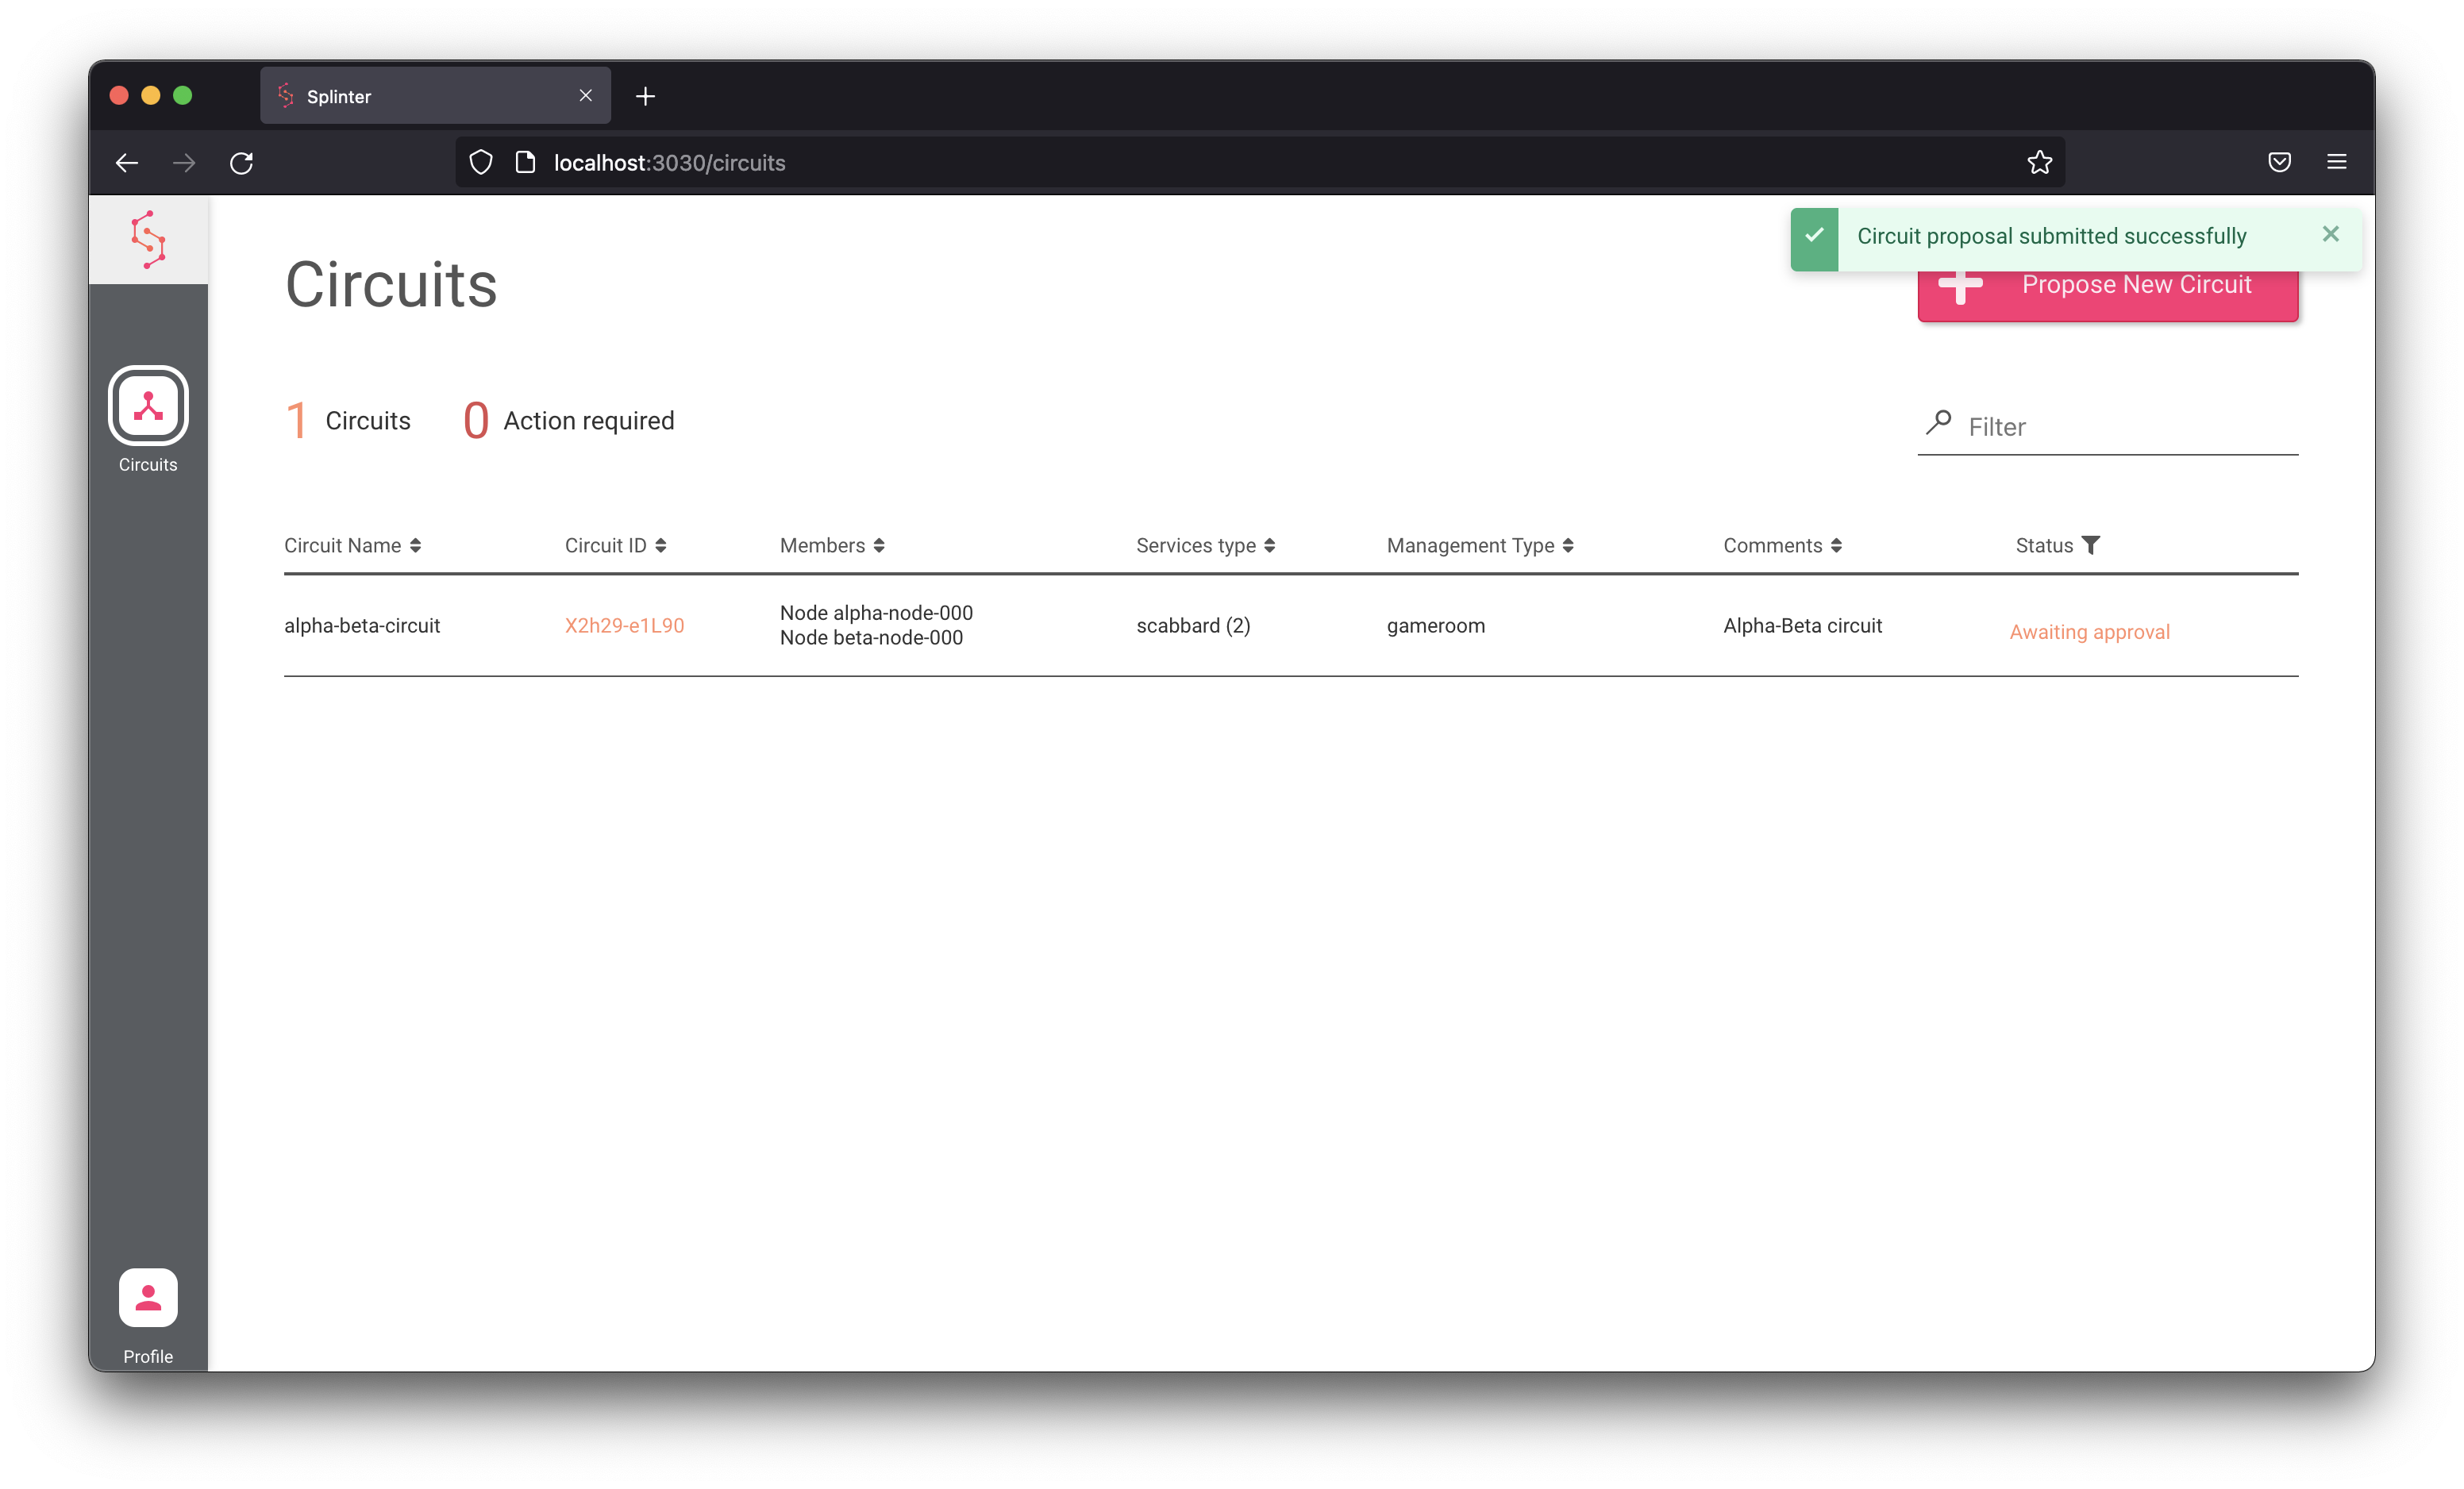 Splinter
localhost:3030/circuits
Circuit proposal submitted successfully
Circuits
Propose New Circuit
Circuits
1 Circuits 0 Action required
Filter
Circuit Name Circuit ID Members Services type Management Type Comments Status
alpha-beta-circuit X2h29-e1L90 Node alpha-node-000 scabbard (2) gameroom Alpha-Beta circuit Awaiting approval
Node beta-node-000
Profile